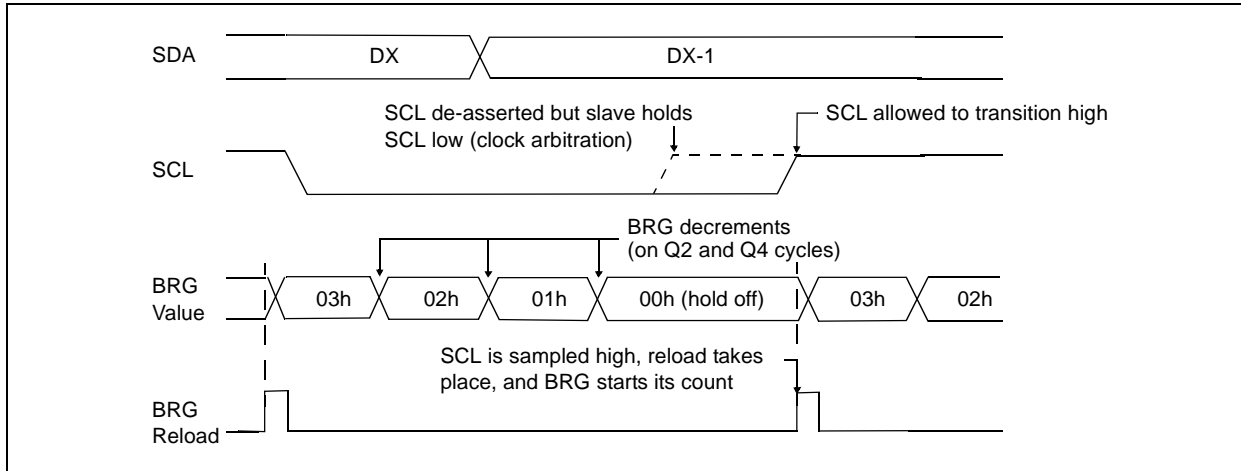 SDA
DX
DX-1
SCL de-asserted but slave holds
SCL low (clock arbitration)
SCL allowed to transition high
SCL
BRG decrements
(on Q2 and Q4 cycles)
BRG
Value
03h
02h
01h
00h (hold off)
03h
02h
SCL is sampled high, reload takes
place, and BRG starts its count
BRG
Reload